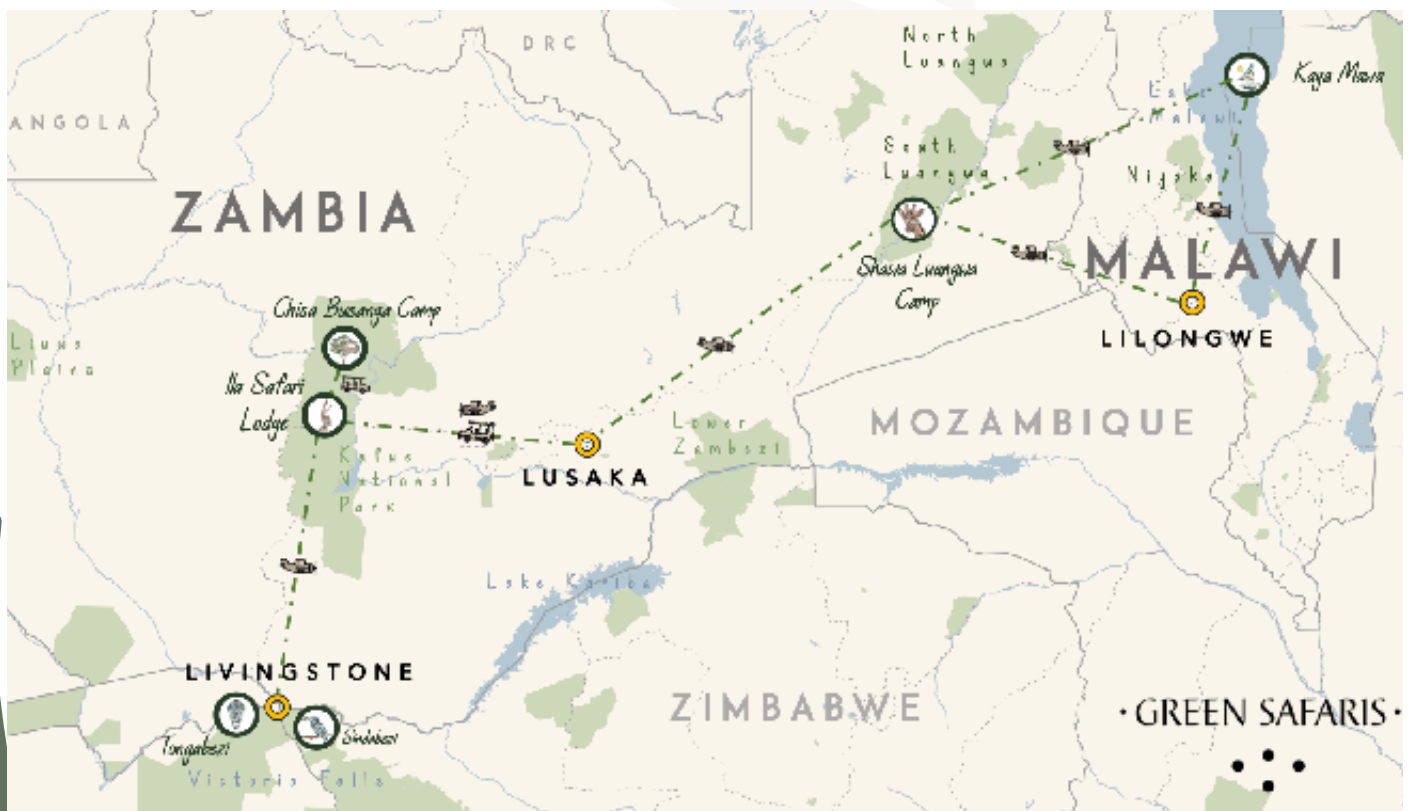 DRC
North
Luangwa
Kaya Mawa
Lake
Malawi
ANGOLA
South
Luangwa
ZAMBIA
MALAWI
Shawa Luangwa
Camp
LILONGWE
Chisa Busanga Camp
Liuwa
Plains
Ila Safari
Lodge
Lower
Zambezi
MOZAMBIQUE
Kafue
National
Park
LUSAKA
Lake Kariba
LIVINGSTONE
ZIMBABWE
Tongabezi
Sindabezi
Victoria Falls
·GREEN SAFARIS·